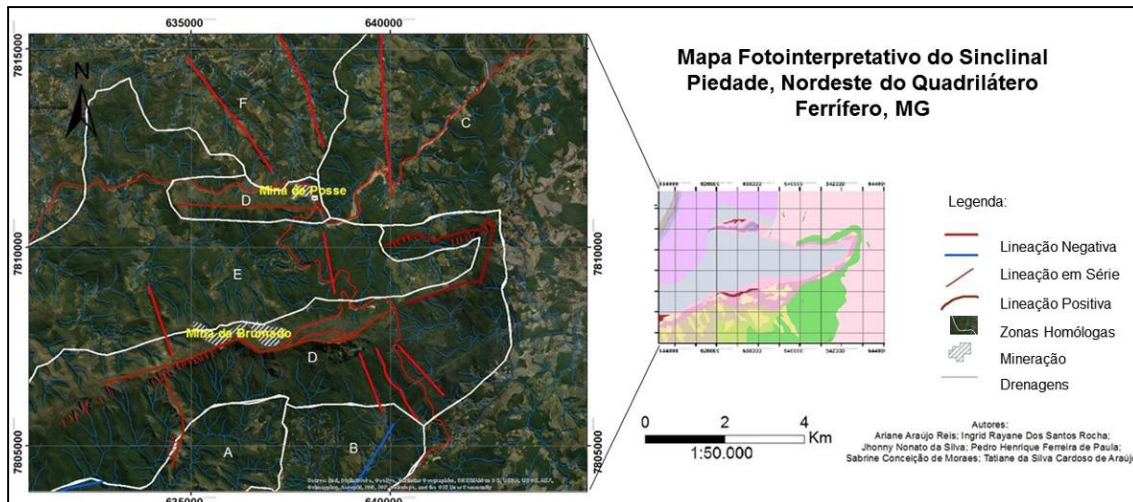 635000 640000
7815000
7810000
7805000
N
F
C
Mina de Posse
D
E
Mina de Brumado
D
A
B
635000 640000
Mapa Fotointerpretativo do Sinclinal
Piedade, Nordeste do Quadrilátero
Ferrífero, MG
Legenda:
Lineação Negativa
Lineação em Série
Lineação Positiva
Zonas Homólogas
Mineração
Drenagens
0 2 4
Km
1:50.000
Autores:
Ariane Araújo Reis; Ingrid Rayane Dos Santos Rocha;
Jhonny Nonato da Silva; Pedro Henrique Ferreira de Paula;
Sabrine Conceição de Moraes; Tatiane da Silva Cardoso de Araújo